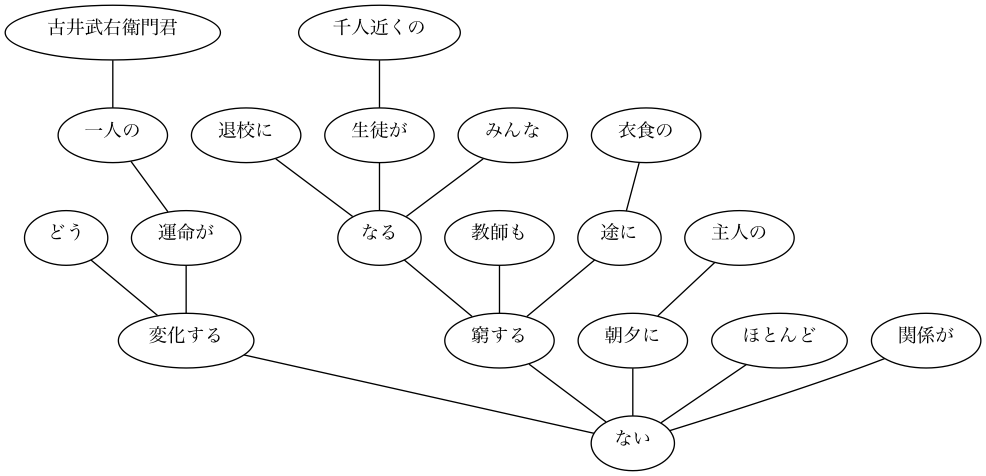 古井武右衛門君
千人近くの
一人の
退校に
生徒が
みんな
衣食の
どう
運命が
なる
教師も
途に
主人の
変化する
窮する
朝夕に
ほとんど
関係が
ない